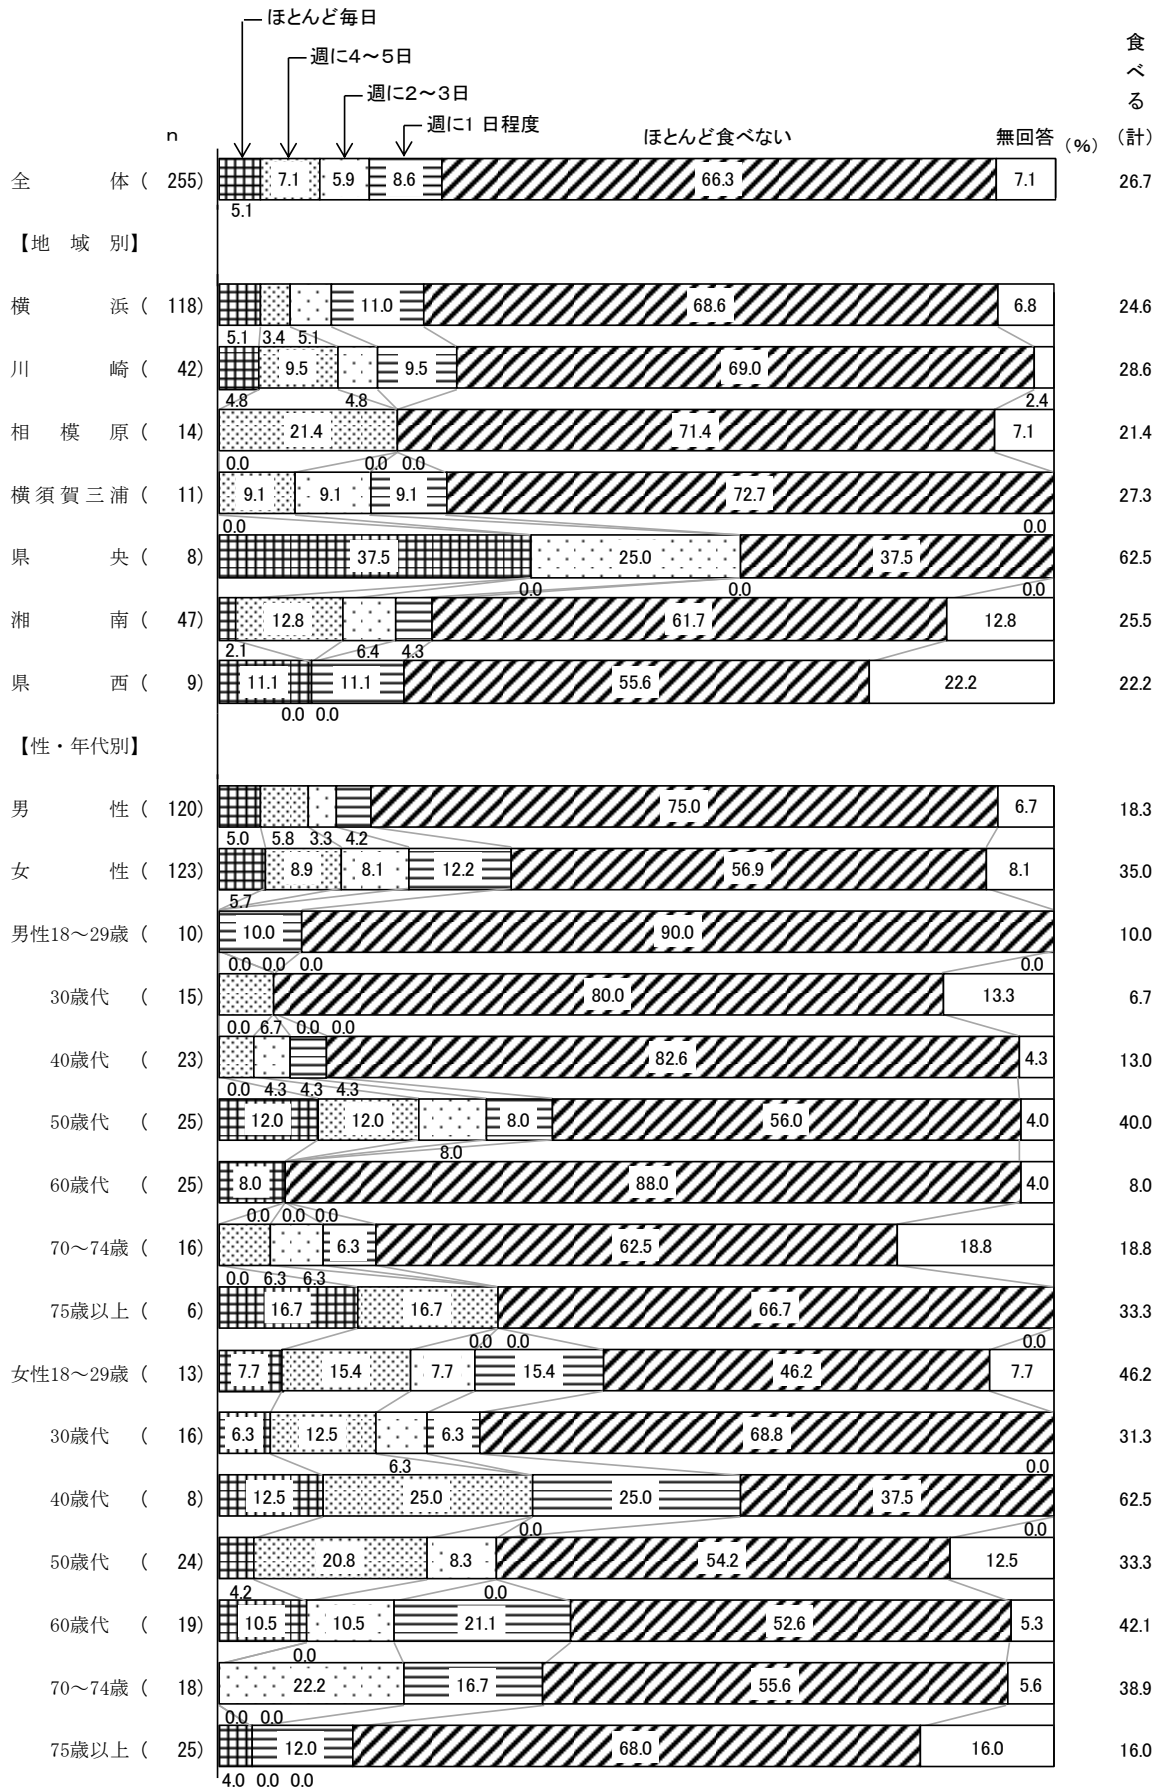 ほとんど毎日
週に4～5日
週に2～3日
週に1 日程度
食べる（計）
n ほとんど食べない 無回答 (%)
全体 ( 255) 7.1 5.9 8.6 66.3 7.1 26.7
5.1
【地 域 別】
横浜 ( 118) 11.0 68.6 6.8 24.6
5.1 3.4 5.1
川崎 ( 42) 9.5 9.5 69.0 28.6
4.8 4.8 2.4
相模原 ( 14) 21.4 71.4 7.1 21.4
0.0 0.0 0.0
横須賀三浦 ( 11) 9.1 9.1 9.1 72.7 27.3
0.0 0.0
県央 ( 8) 37.5 25.0 37.5 62.5
0.0 0.0 0.0
湘南 ( 47) 12.8 61.7 12.8 25.5
2.1 6.4 4.3
県西 ( 9) 11.1 11.1 55.6 22.2 22.2
0.0 0.0
【性・年代別】
男性 ( 120) 75.0 6.7 18.3
5.0 5.8 3.3 4.2
女性 ( 123) 8.9 8.1 12.2 56.9 8.1 35.0
5.7
男性18～29歳 ( 10) 10.0 90.0 10.0
0.0 0.0 0.0 0.0
30歳代 ( 15) 80.0 13.3 6.7
0.0 6.7 0.0 0.0
40歳代 ( 23) 82.6 4.3 13.0
0.0 4.3 4.3 4.3
50歳代 ( 25) 12.0 12.0 8.0 56.0 4.0 40.0
8.0
60歳代 ( 25) 8.0 88.0 4.0 8.0
0.0 0.0 0.0
70～74歳 ( 16) 6.3 62.5 18.8 18.8
0.0 6.3 6.3
75歳以上 ( 6) 16.7 16.7 66.7 33.3
0.0 0.0 0.0
女性18～29歳 ( 13) 7.7 15.4 7.7 15.4 46.2 7.7 46.2
30歳代 ( 16) 6.3 12.5 6.3 68.8 31.3
6.3 0.0
40歳代 ( 8) 12.5 25.0 25.0 37.5 62.5
0.0 0.0
50歳代 ( 24) 20.8 8.3 54.2 12.5 33.3
4.2 0.0
60歳代 ( 19) 10.5 10.5 21.1 52.6 5.3 42.1
0.0
70～74歳 ( 18) 22.2 16.7 55.6 5.6 38.9
0.0 0.0
75歳以上 ( 25) 12.0 68.0 16.0 16.0
4.0 0.0 0.0